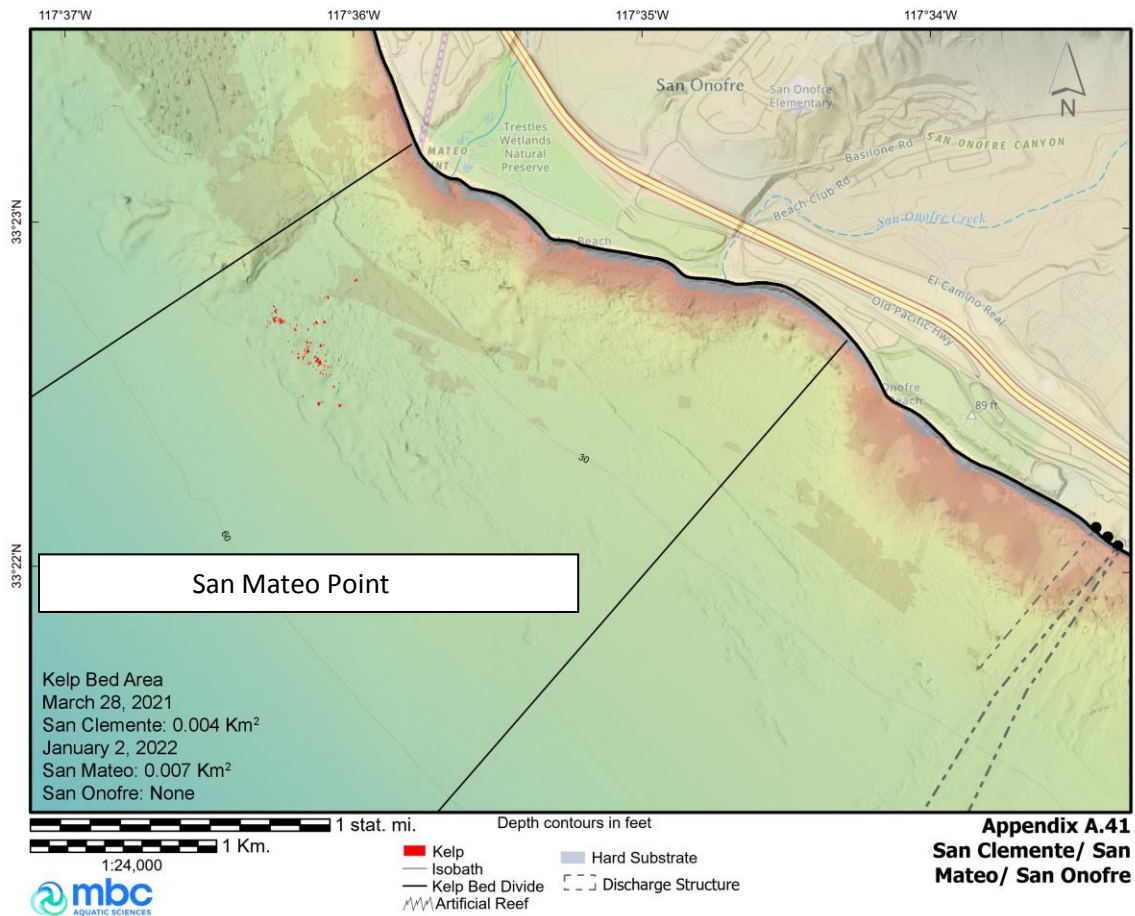 117°37'W
117°36'W
117°35'W
117°34'W
33°23'N
33°22'N
San Onofre
San Onofre
Elementary
Trestles
Wetlands
Natural
Preserve
MATEO
NT
Basilone Rd
SAN ONOFRE CANYON
Beach Club Rd
San Onofre Creek
Beach
El Camino Real
Old Pacific Hwy
Onofre
Beach
89 ft
N
30
60
San Mateo Point
Kelp Bed Area
March 28, 2021
San Clemente: 0.004 Km²
January 2, 2022
San Mateo: 0.007 Km²
San Onofre: None
1 stat. mi.
1 Km.
1:24,000
mbc
AQUATIC SCIENCES
Depth contours in feet
Kelp
Isobath
Kelp Bed Divide
Artificial Reef
Hard Substrate
Discharge Structure
Appendix A.41
San Clemente/ San
Mateo/ San Onofre